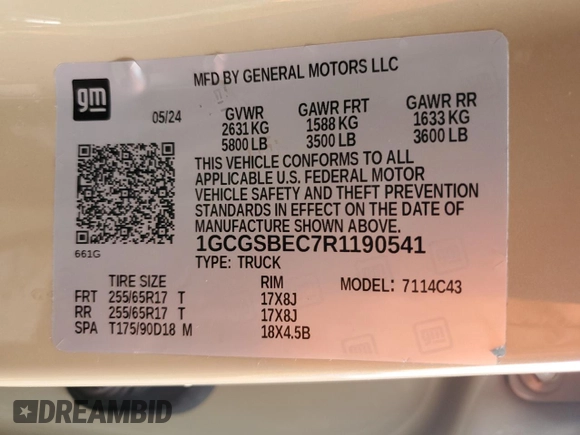 MFD BY GENERAL MOTORS LLC
gm
05/24 GVWR GAWR FRT GAWR RR
2631 KG 1588 KG 1633 KG
5800 LB 3500 LB 3600 LB
THIS VEHICLE CONFORMS TO ALL
APPLICABLE U.S. FEDERAL MOTOR
VEHICLE SAFETY AND THEFT PREVENTION
STANDARDS IN EFFECT ON THE DATE OF
MANUFACTURE SHOWN ABOVE.
661G
1GCGSBEC7R1190541
TYPE: TRUCK
TIRE SIZE RIM MODEL: 7114C43
FRT 255/65R17 T 17X8J
RR 255/65R17 T 17X8J
SPA T175/90D18 M 18X4.5B
DREAMBID